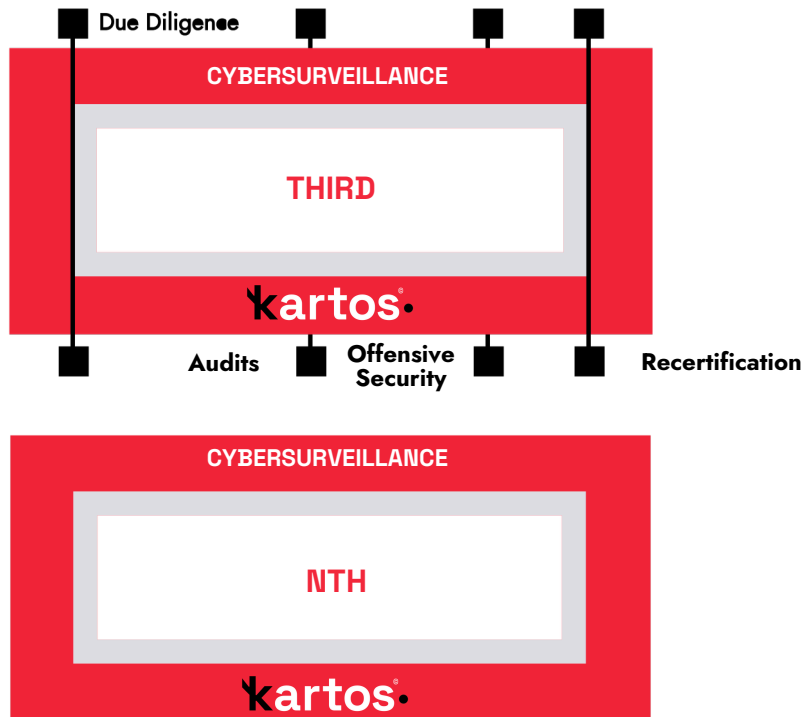 Due Diligence
CYBERSURVEILLANCE
THIRD
kartos©
Audits
Offensive
Security
Recertification
CYBERSURVEILLANCE
NTH
kartos©